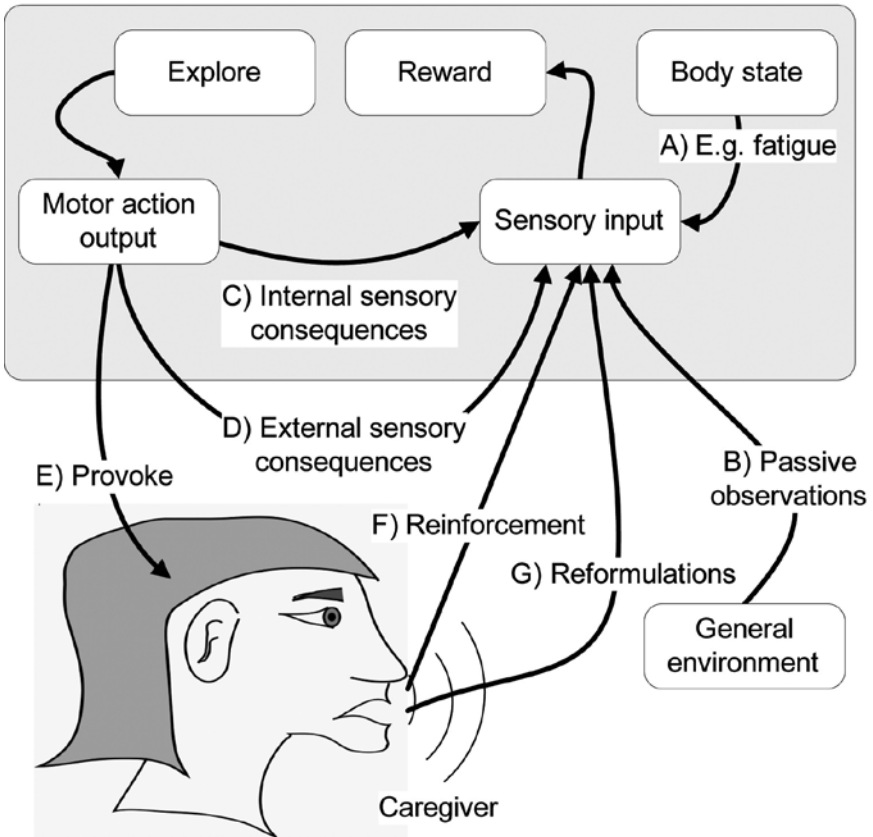 Explore
Reward
Body state
A) E.g. fatigue
Motor action
output
Sensory input
C) Internal sensory
consequences
D) External sensory
consequences
E) Provoke
B) Passive
observations
F) Reinforcement
G) Reformulations
General
environment
Caregiver